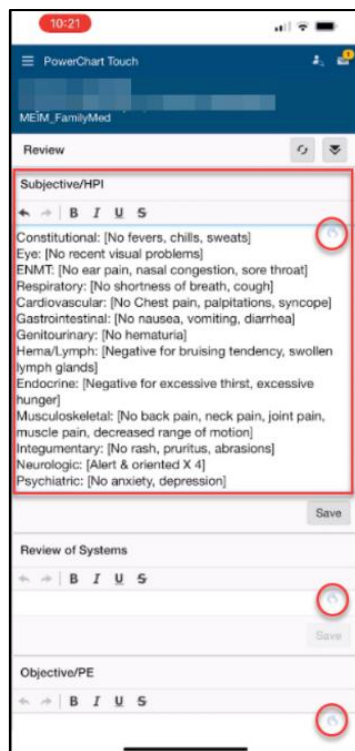 10:21
PowerChart Touch
1
MEIM_FamilyMed
Review
Subjective/HPI
B I U S
Constitutional: [No fevers, chills, sweats]
Eye: [No recent visual problems]
ENMT: [No ear pain, nasal congestion, sore throat]
Respiratory: [No shortness of breath, cough]
Cardiovascular: [No Chest pain, palpitations, syncope]
Gastrointestinal: [No nausea, vomiting, diarrhea]
Genitourinary: [No hematuria]
Hema/Lymph: [Negative for bruising tendency, swollen
lymph glands]
Endocrine: [Negative for excessive thirst, excessive
hunger]
Musculoskeletal: [No back pain, neck pain, joint pain,
muscle pain, decreased range of motion]
Integumentary: [No rash, pruritus, abrasions]
Neurologic: [Alert & oriented X 4]
Psychiatric: [No anxiety, depression]
Save
Review of Systems
B I U S
Save
Objective/PE
B I U S